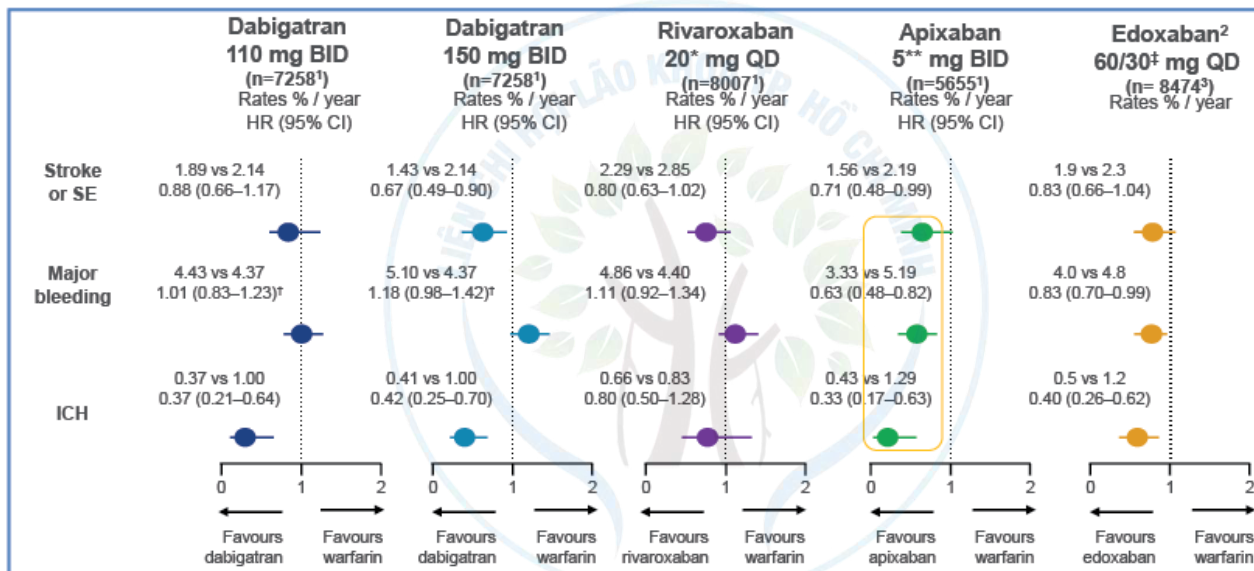 Dabigatran
110 mg BID
(n=7258¹)
Rates % / year
HR (95% CI)
Dabigatran
150 mg BID
(n=7258¹)
Rates % / year
HR (95% CI)
Rivaroxaban
20* mg QD
(n=8007¹)
Rates % / year
HR (95% CI)
Apixaban
5** mg BID
(n=5655¹)
Rates % / year
HR (95% CI)
Edoxaban²
60/30‡ mg QD
(n= 8474³)
Rates % / year
Stroke
or SE
1.89 vs 2.14
0.88 (0.66–1.17)
1.43 vs 2.14
0.67 (0.49–0.90)
2.29 vs 2.85
0.80 (0.63–1.02)
1.56 vs 2.19
0.71 (0.48–0.99)
1.9 vs 2.3
0.83 (0.66–1.04)
Major
bleeding
4.43 vs 4.37
1.01 (0.83–1.23)†
5.10 vs 4.37
1.18 (0.98–1.42)†
4.86 vs 4.40
1.11 (0.92–1.34)
3.33 vs 5.19
0.63 (0.48–0.82)
4.0 vs 4.8
0.83 (0.70–0.99)
ICH
0.37 vs 1.00
0.37 (0.21–0.64)
0.41 vs 1.00
0.42 (0.25–0.70)
0.66 vs 0.83
0.80 (0.50–1.28)
0.43 vs 1.29
0.33 (0.17–0.63)
0.5 vs 1.2
0.40 (0.26–0.62)
0 1 2
0 1 2
0 1 2
0 1 2
0 1 2
Favours
dabigatran
Favours
warfarin
Favours
dabigatran
Favours
warfarin
Favours
rivaroxaban
Favours
warfarin
Favours
apixaban
Favours
warfarin
Favours
edoxaban
Favours
warfarin
LÃO KHOA TP HỒ CHÍ MINH